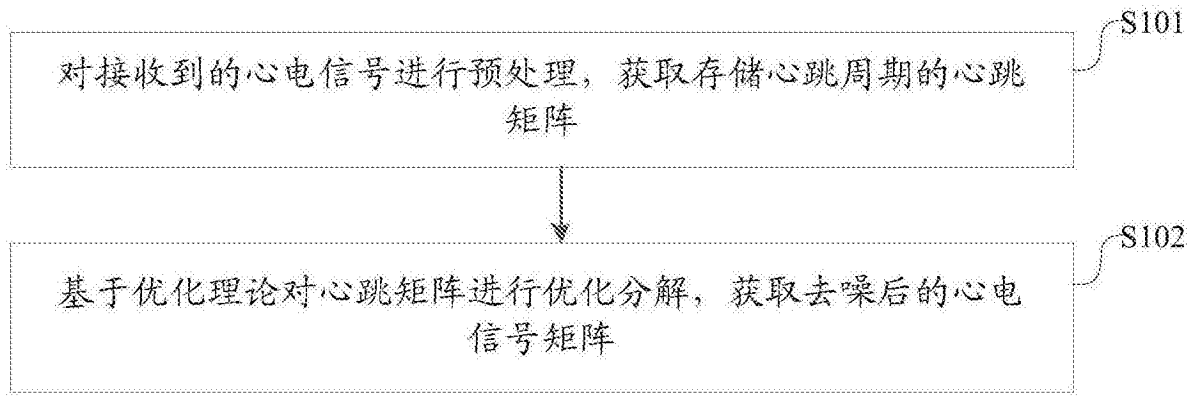 S101
对接收到的心电信号进行预处理，获取存储心跳周期的心跳
矩阵
S102
基于优化理论对心跳矩阵进行优化分解，获取去噪后的心电
信号矩阵